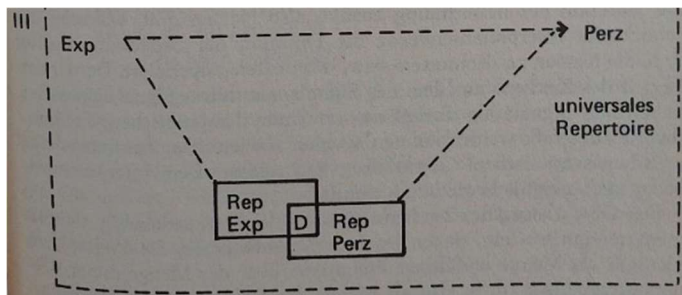 III
Exp
Perz
universales
Repertoire
Rep
Exp
D
Rep
Perz